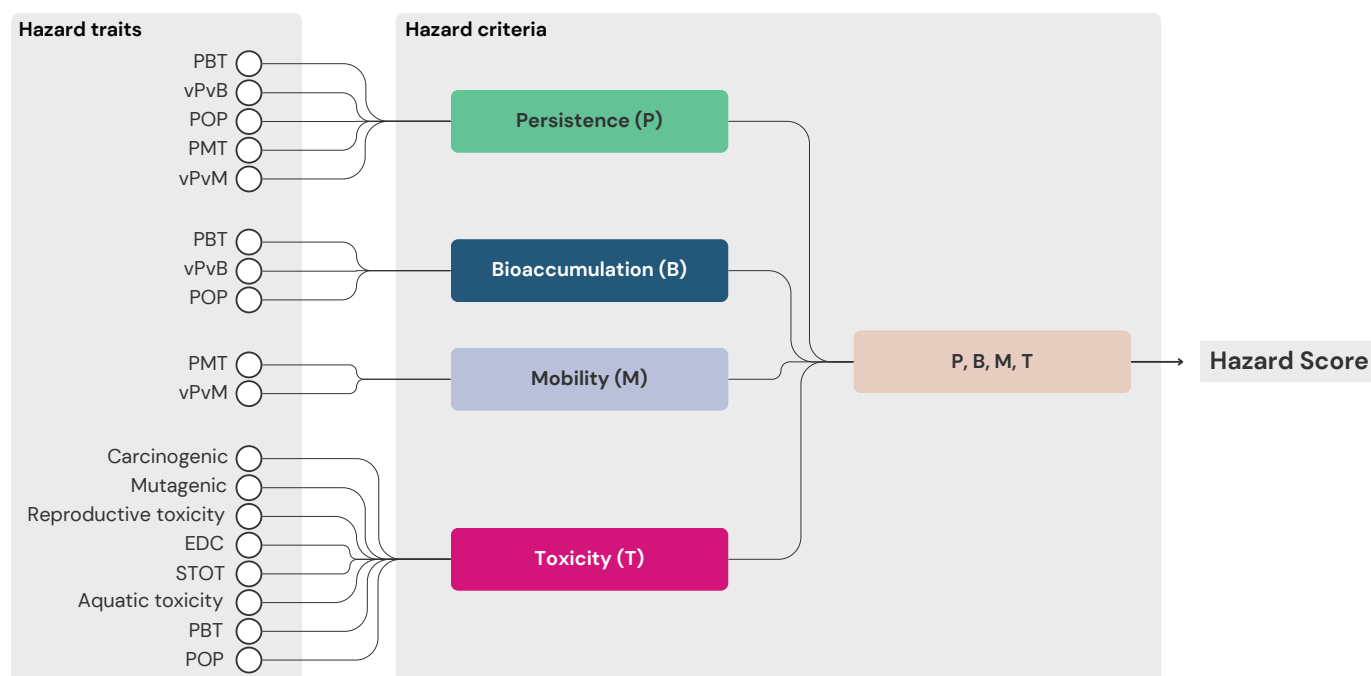 Hazard traits
Hazard criteria
PBT
vPvB
POP
PMT
vPvM
Persistence (P)
PBT
vPvB
POP
Bioaccumulation (B)
PMT
vPvM
Mobility (M)
P, B, M, T
Hazard Score
Carcinogenic
Mutagenic
Reproductive toxicity
EDC
STOT
Aquatic toxicity
PBT
POP
Toxicity (T)